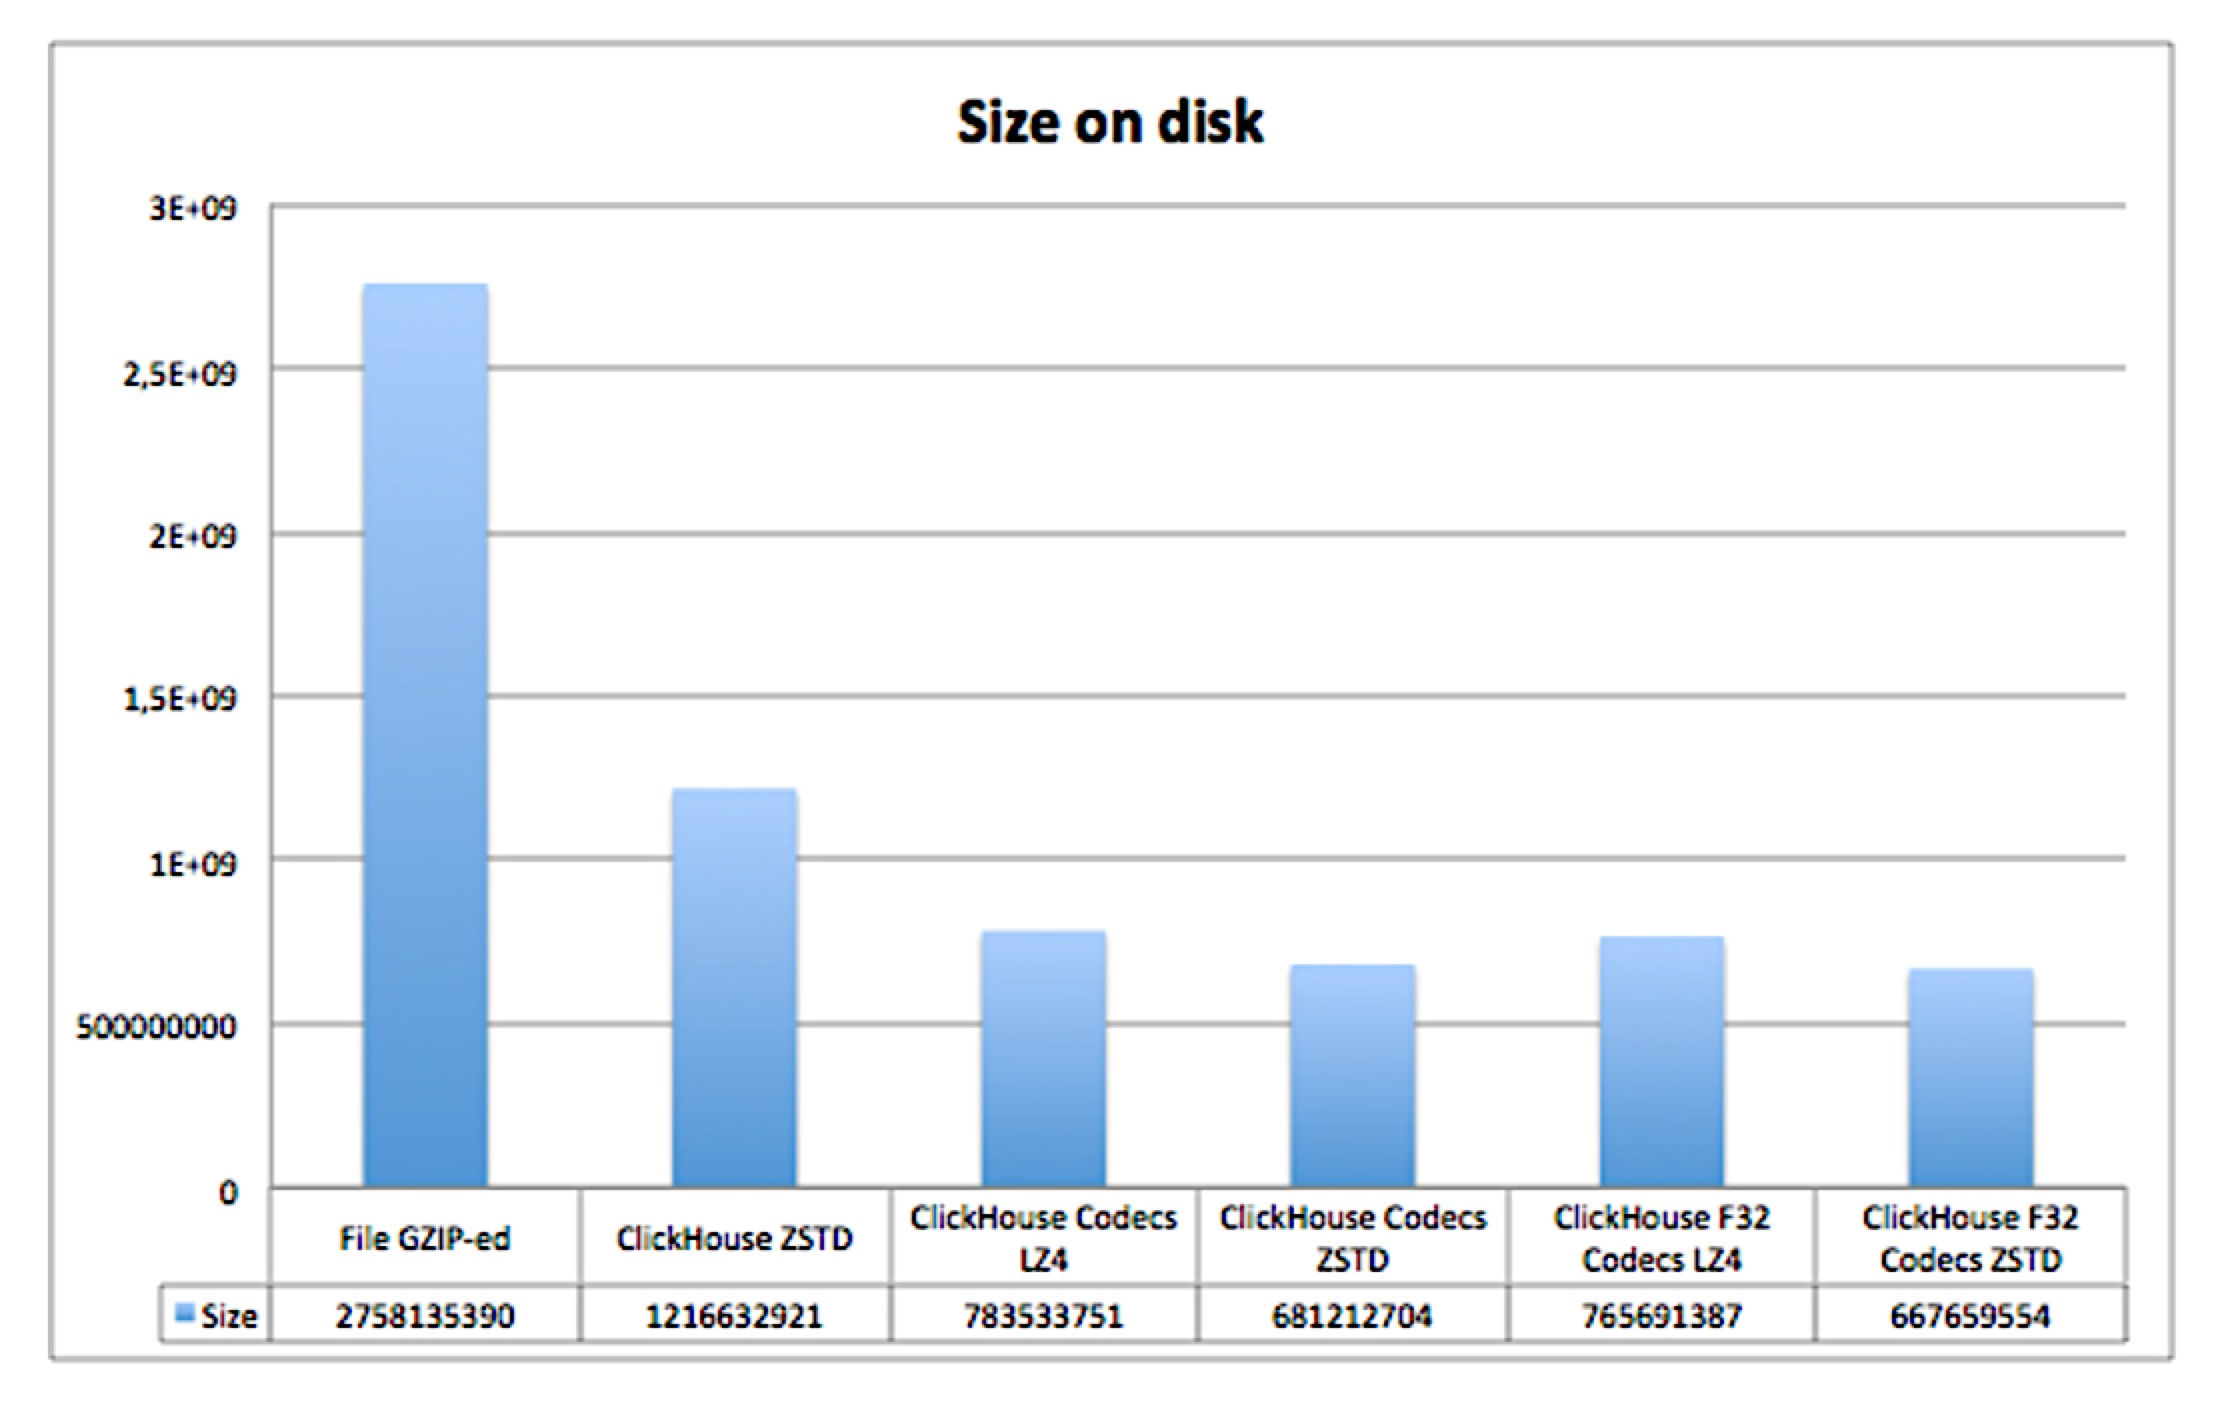 Size on disk
3E+09
2,5E+09
2E+09
1,5E+09
1E+09
500000000
0
File GZIP-ed
ClickHouse ZSTD
ClickHouse Codecs
LZ4
ClickHouse Codecs
ZSTD
ClickHouse F32
Codecs LZ4
ClickHouse F32
Codecs ZSTD
Size 2758135390 1216632921 783533751 681212704 765691387 667659554